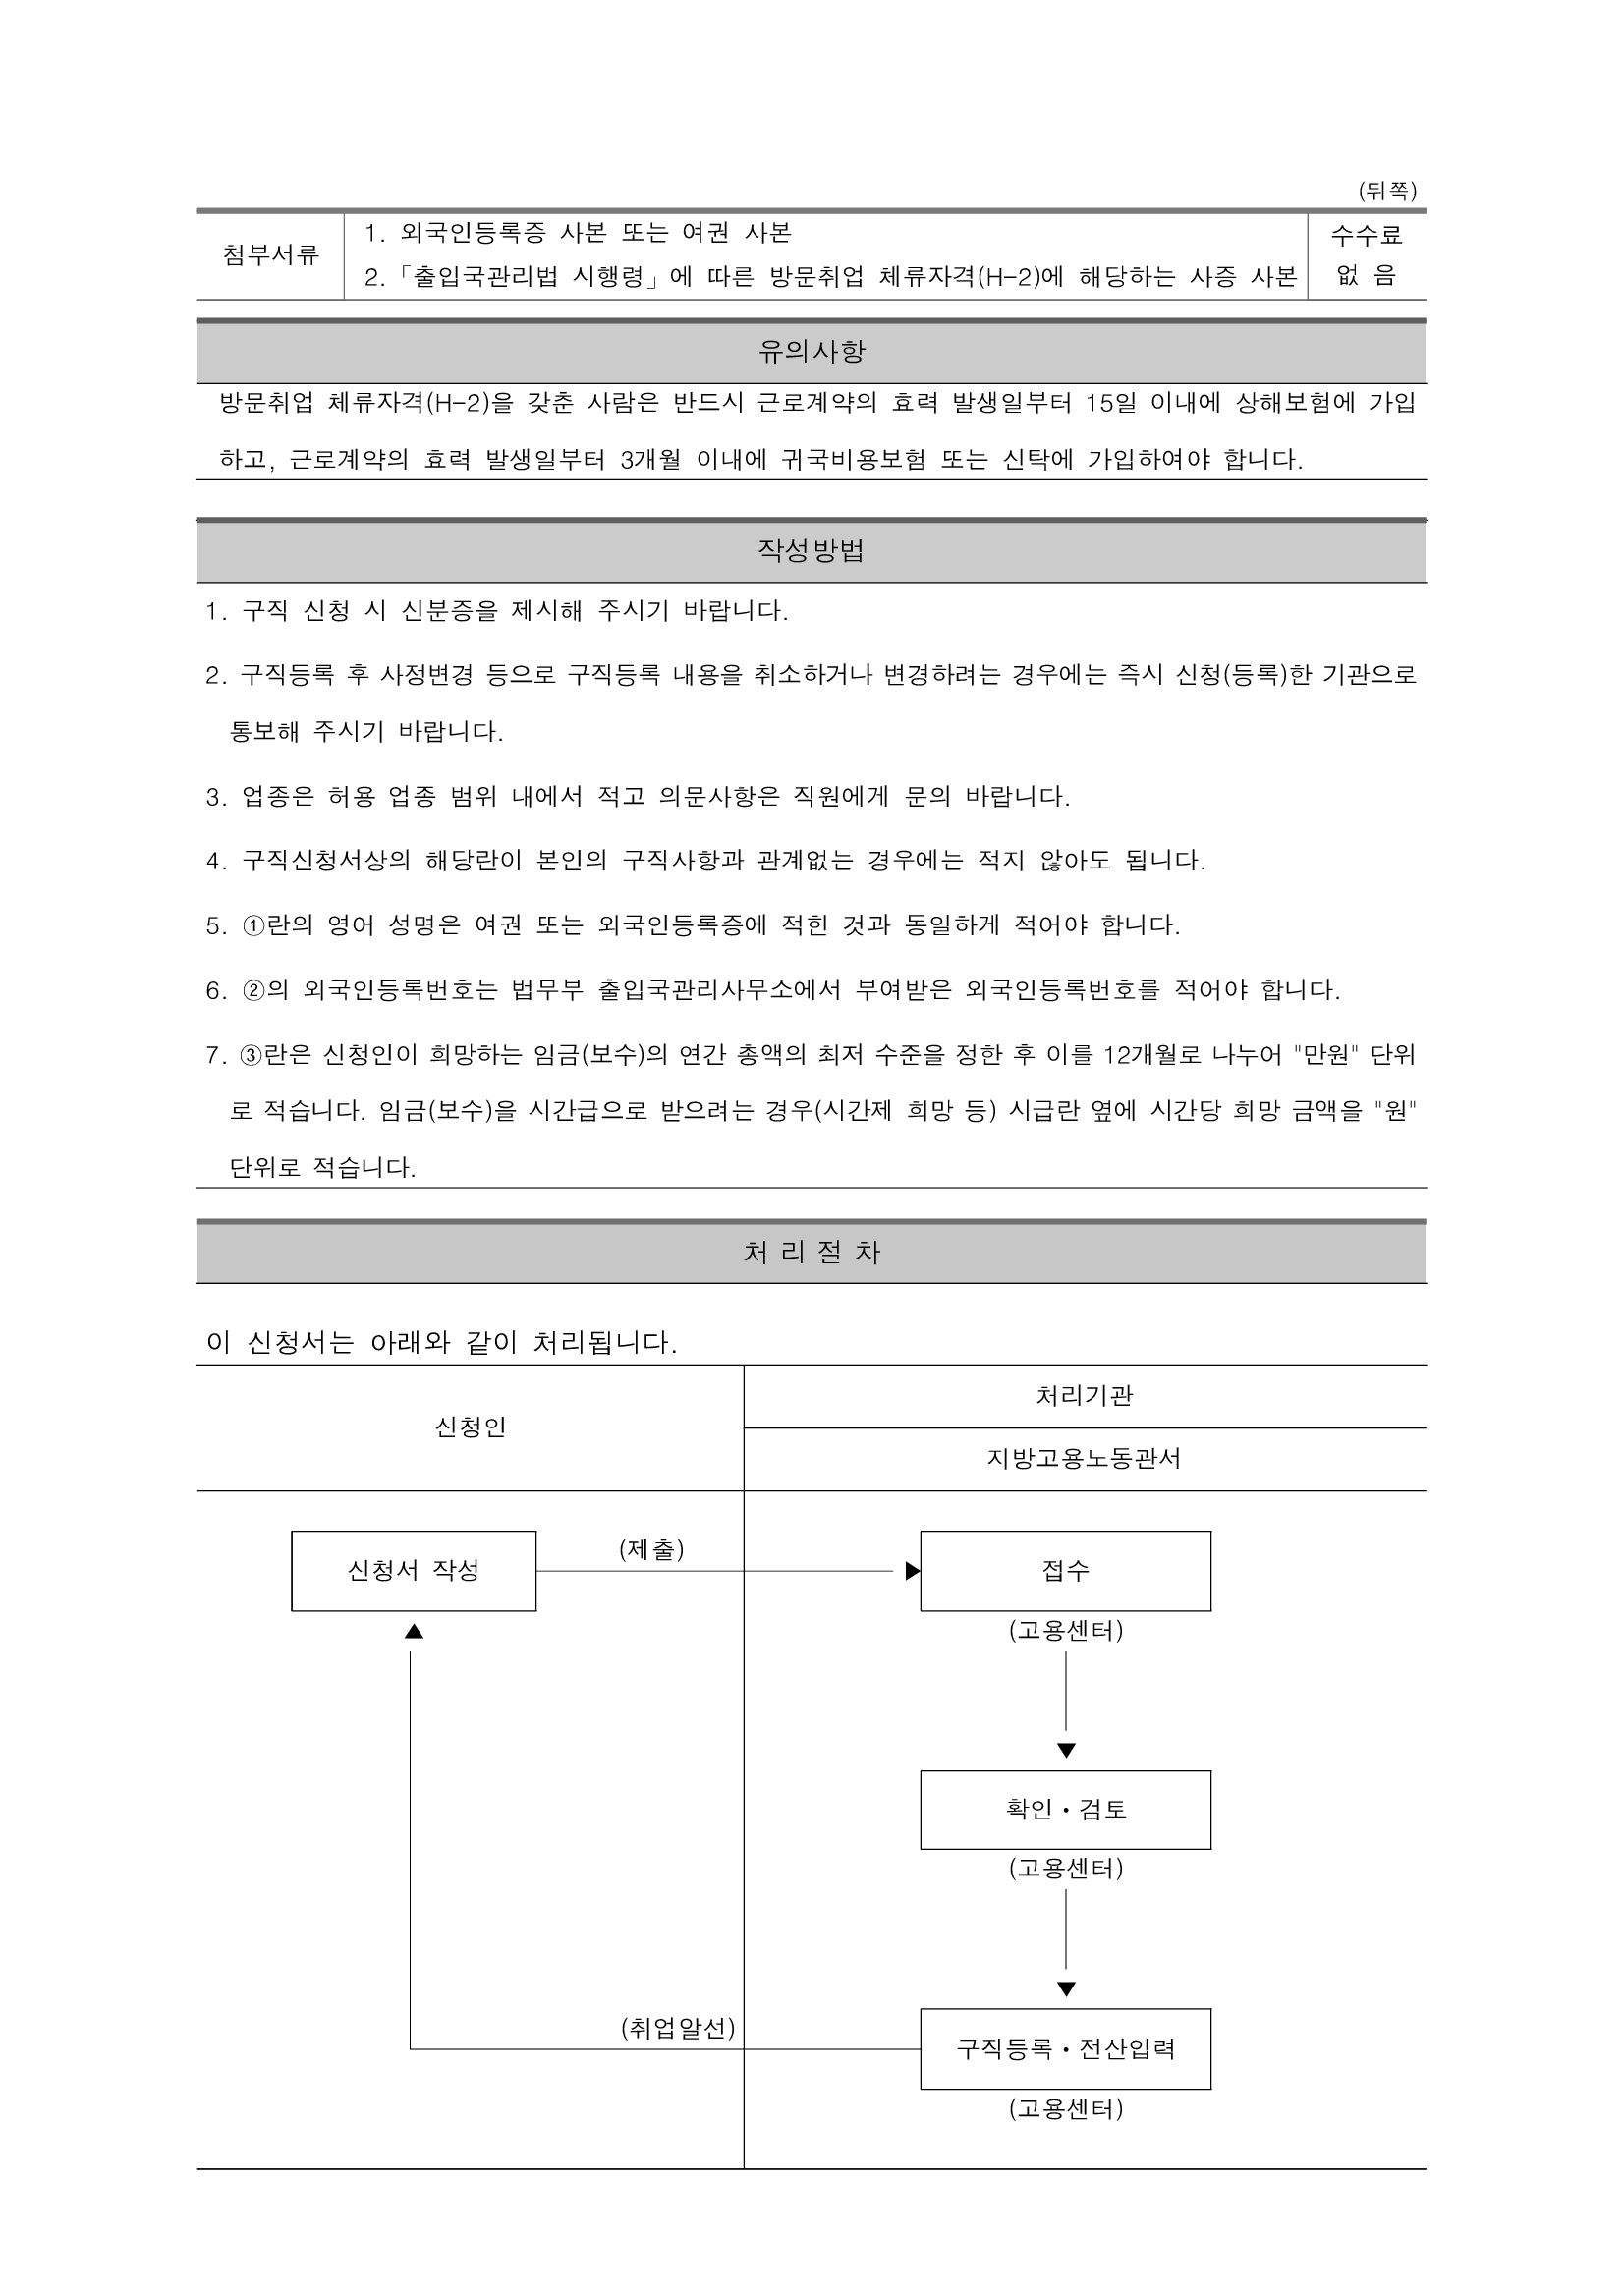 (뒤쪽)
첨부서류
1. 외국인등록증 사본 또는 여권 사본
2.「출입국관리법 시행령」에 따른 방문취업 체류자격(H-2)에 해당하는 사증 사본
수수료
없 음
유의사항
방문취업 체류자격(H-2)을 갖춘 사람은 반드시 근로계약의 효력 발생일부터 15일 이내에 상해보험에 가입
하고, 근로계약의 효력 발생일부터 3개월 이내에 귀국비용보험 또는 신탁에 가입하여야 합니다.
작성방법
1. 구직 신청 시 신분증을 제시해 주시기 바랍니다.
2. 구직등록 후 사정변경 등으로 구직등록 내용을 취소하거나 변경하려는 경우에는 즉시 신청(등록)한 기관으로
통보해 주시기 바랍니다.
3. 업종은 허용 업종 범위 내에서 적고 의문사항은 직원에게 문의 바랍니다.
4. 구직신청서상의 해당란이 본인의 구직사항과 관계없는 경우에는 적지 않아도 됩니다.
5. ①란의 영어 성명은 여권 또는 외국인등록증에 적힌 것과 동일하게 적어야 합니다.
6. ②의 외국인등록번호는 법무부 출입국관리사무소에서 부여받은 외국인등록번호를 적어야 합니다.
7. ③란은 신청인이 희망하는 임금(보수)의 연간 총액의 최저 수준을 정한 후 이를 12개월로 나누어 "만원" 단위
로 적습니다. 임금(보수)을 시간급으로 받으려는 경우(시간제 희망 등) 시급란 옆에 시간당 희망 금액을 "원"
단위로 적습니다.
처 리 절 차
이 신청서는 아래와 같이 처리됩니다.
신청인
처리기관
지방고용노동관서
신청서 작성
(제출)
접수
(고용센터)
확인·검토
(고용센터)
(취업알선)
구직등록·전산입력
(고용센터)